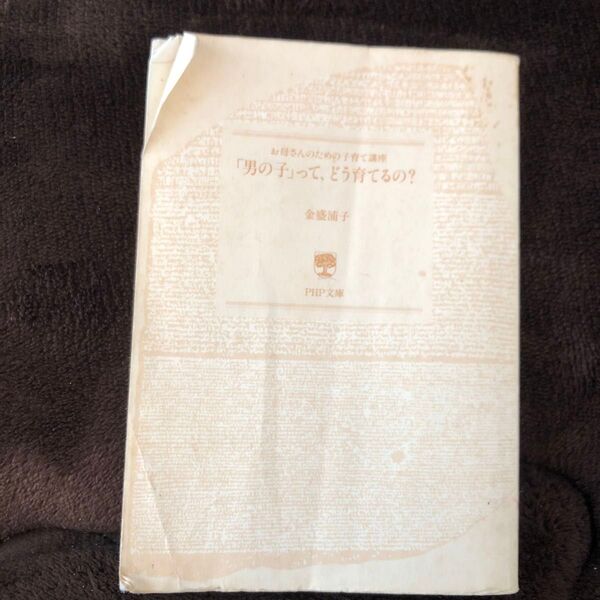 お母さんのための子育て講座
「男の子」って、どう育てるの?
金盛浦子
PHP文庫